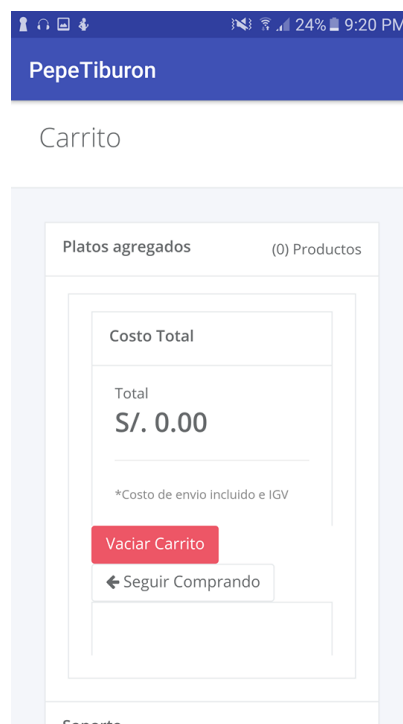 24% 9:20 PM
PepeTiburon
Carrito
Platos agregados (0) Productos
Costo Total
Total
S/. 0.00
*Costo de envio incluido e IGV
Vaciar Carrito
Seguir Comprando
Soporte